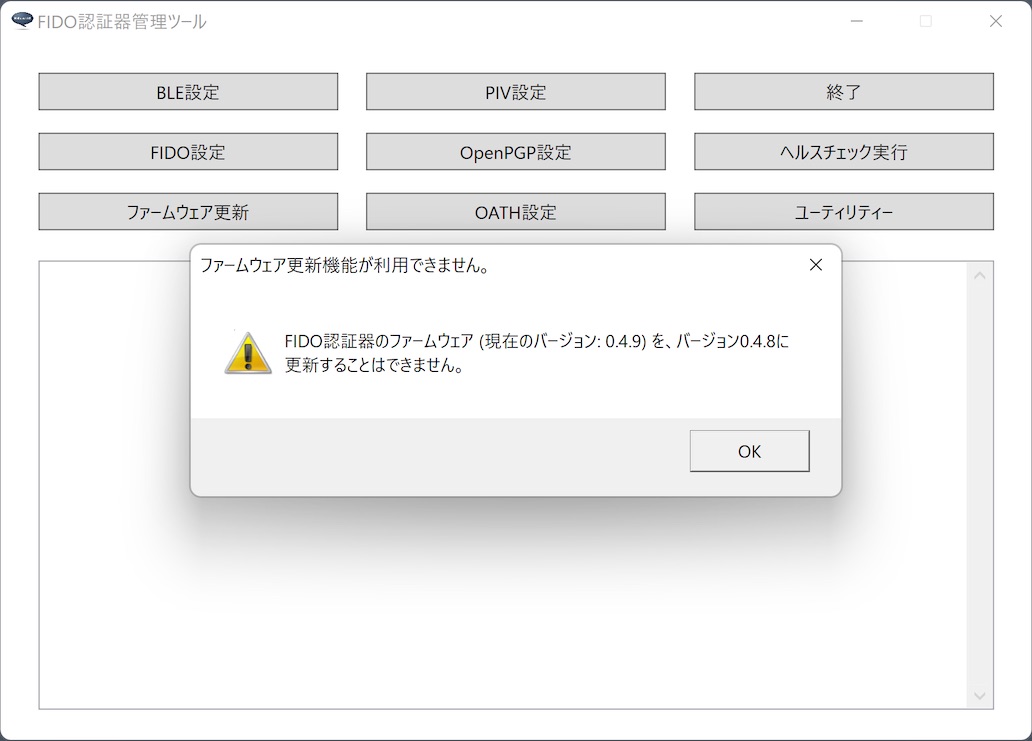 FIDO認証器管理ツール
BLE設定
PIV設定
終了
FIDO設定
OpenPGP設定
ヘルスチェック実行
ファームウェア更新
OATH設定
ユーティリティー
ファームウェア更新機能が利用できません。
FIDO認証器のファームウェア (現在のバージョン: 0.4.9) を、バージョン0.4.8に
更新することはできません。
OK